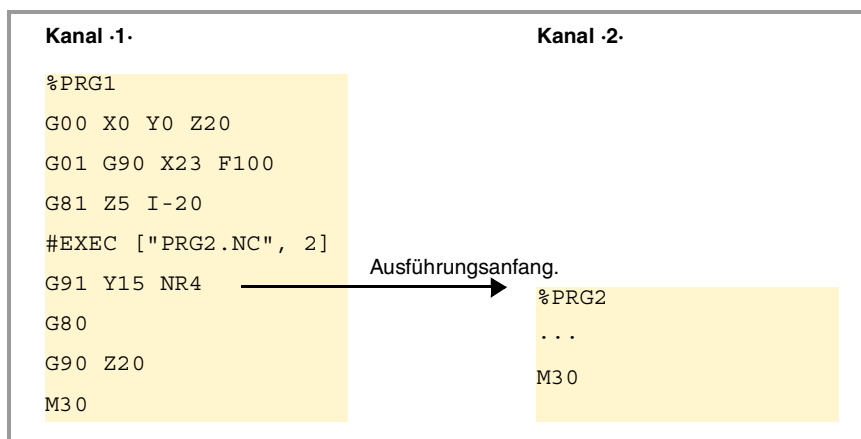 Kanal ·1·
%PRG1
G00 X0 Y0 Z20
G01 G90 X23 F100
G81 Z5 I-20
#EXEC ["PRG2.NC", 2]
G91 Y15 NR4
G80
G90 Z20
M30
Ausführungsanfang.
Kanal ·2·
%PRG2
...
M30